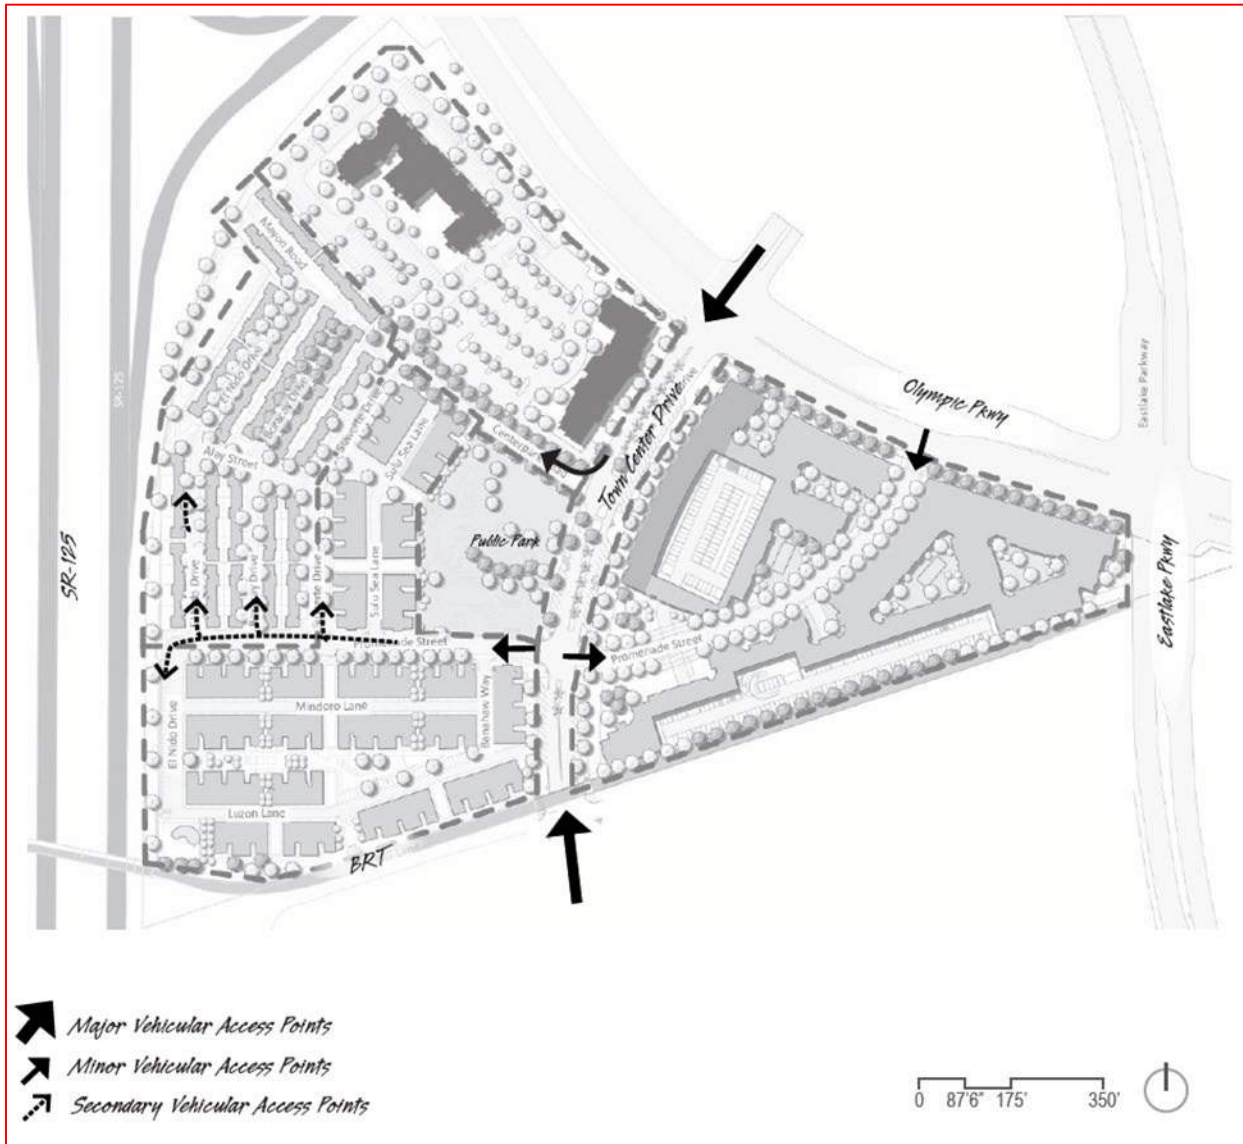 Mayon Road
Olympic Pkwy
Eastlake Parkway
Town Center Drive
SR-125
Sulu Sea Lane
Alay Street
Public Park
SR-125
Sulu Sea Lane
Eastlake Pkwy
Promenade Street
Promenade Street
Mindoro Lane
Banahaw Way
El Nido Drive
Luzon Lane
BRT
Major Vehicular Access Points
Minor Vehicular Access Points
Secondary Vehicular Access Points
0 87'6" 175' 350'